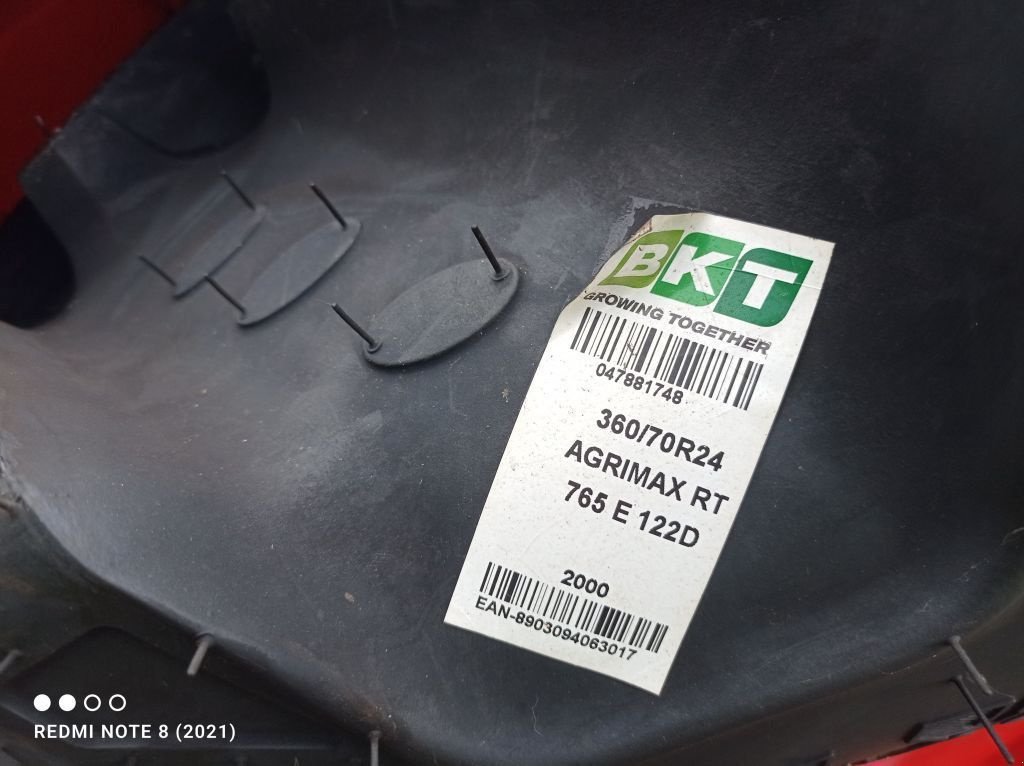 BKT
GROWING TOGETHER
047881748
360/70R24
AGRIMAX RT
765 E 122D
2000
EAN-8903094063017
REDMI NOTE 8 (2021)